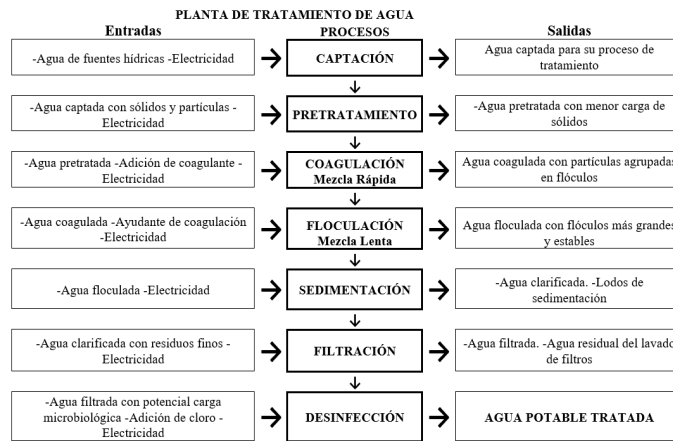 PLANTA DE TRATAMIENTO DE AGUA
Entradas
PROCESOS
Salidas
-Agua de fuentes hídricas -Electricidad
CAPTACIÓN
Agua captada para su proceso de
tratamiento
-Agua captada con sólidos y partículas -
Electricidad
PRETRATAMIENTO
-Agua pretratada con menor carga de
sólidos
-Agua pretratada -Adición de coagulante -
Electricidad
COAGULACIÓN
Mezcla Rápida
Agua coagulada con partículas agrupadas
en flóculos
-Agua coagulada -Ayudante de coagulación
-Electricidad
FLOCULACIÓN
Mezcla Lenta
Agua floculada con flóculos más grandes
y estables
-Agua floculada -Electricidad
SEDIMENTACIÓN
-Agua clarificada. -Lodos de
sedimentación
-Agua clarificada con residuos finos -
Electricidad
FILTRACIÓN
-Agua filtrada. -Agua residual del lavado
de filtros
-Agua filtrada con potencial carga
microbiológica -Adición de cloro -
Electricidad
DESINFECCIÓN
AGUA POTABLE TRATADA